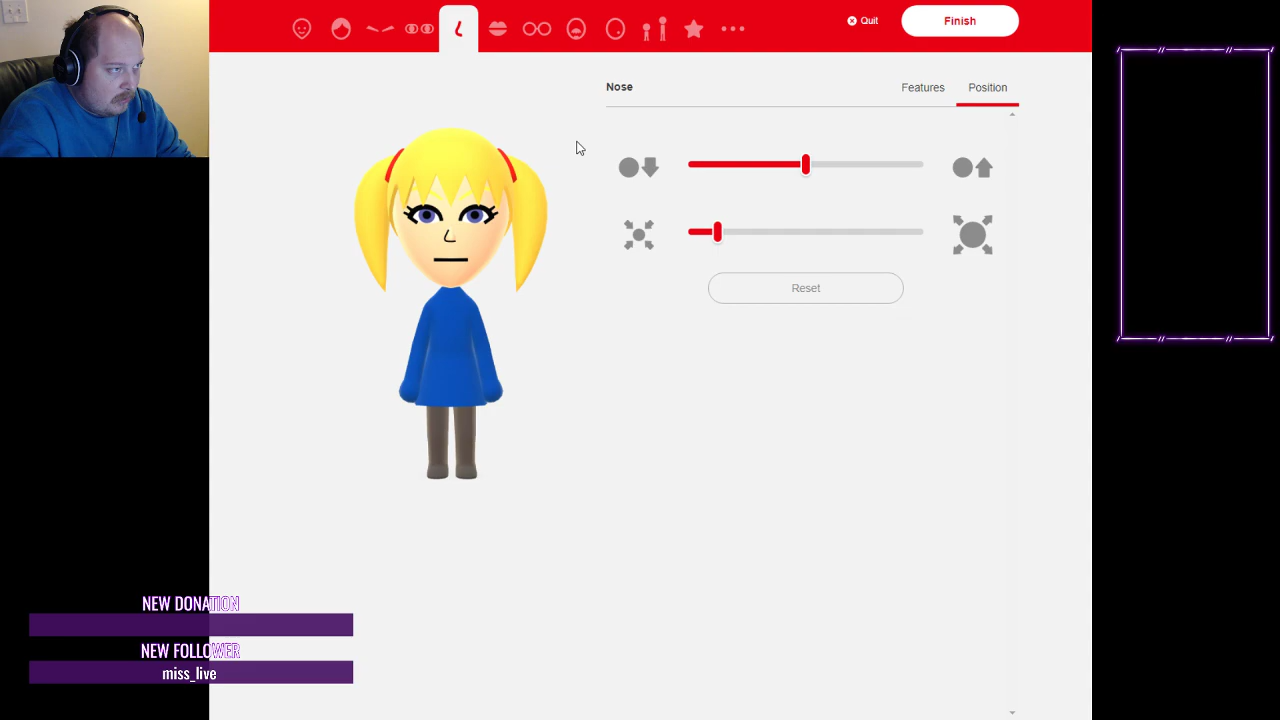 Quit
Finish
Nose
Features
Position
Reset
NEW DONATION
NEW FOLLOWER
miss_live